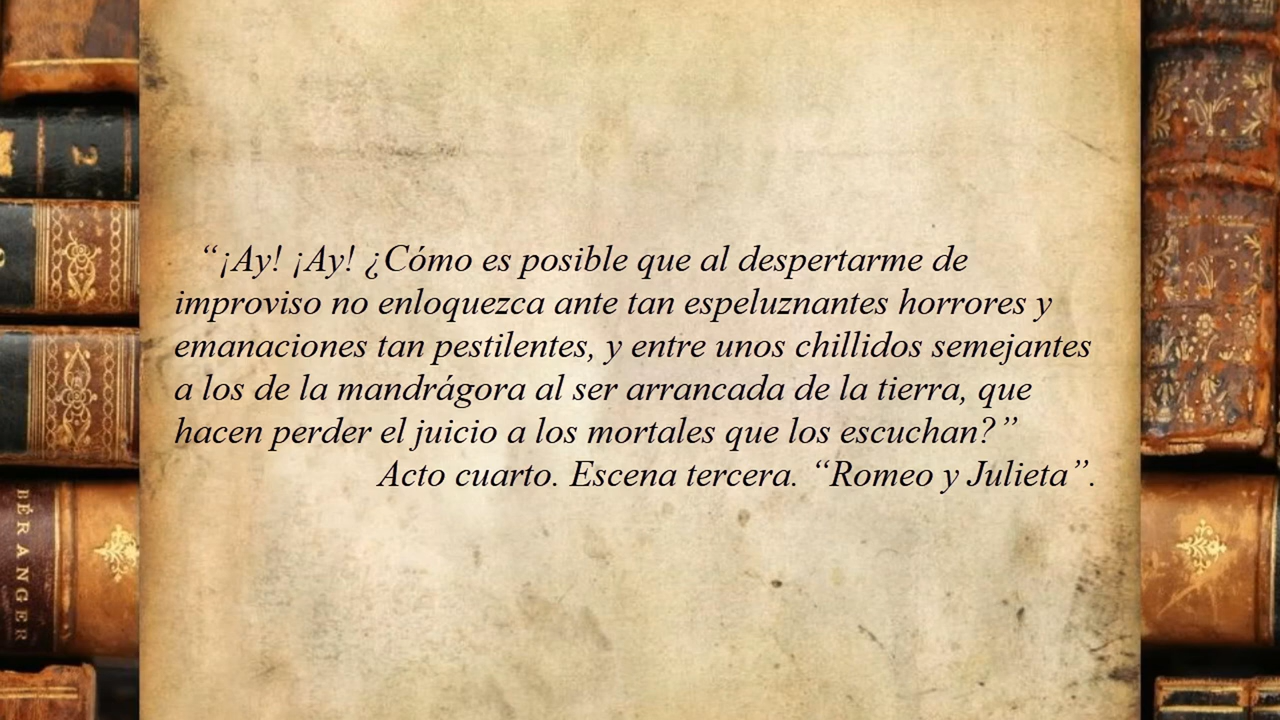 “¡Ay! ¡Ay! ¿Cómo es posible que al despertarme de
improviso no enloquezca ante tan espeluznantes horrores y
emanaciones tan pestilentes, y entre unos chillidos semejantes
a los de la mandrágora al ser arrancada de la tierra, que
hacen perder el juicio a los mortales que los escuchan?”
Acto cuarto. Escena tercera. “Romeo y Julieta”.
2
BÉRANGER